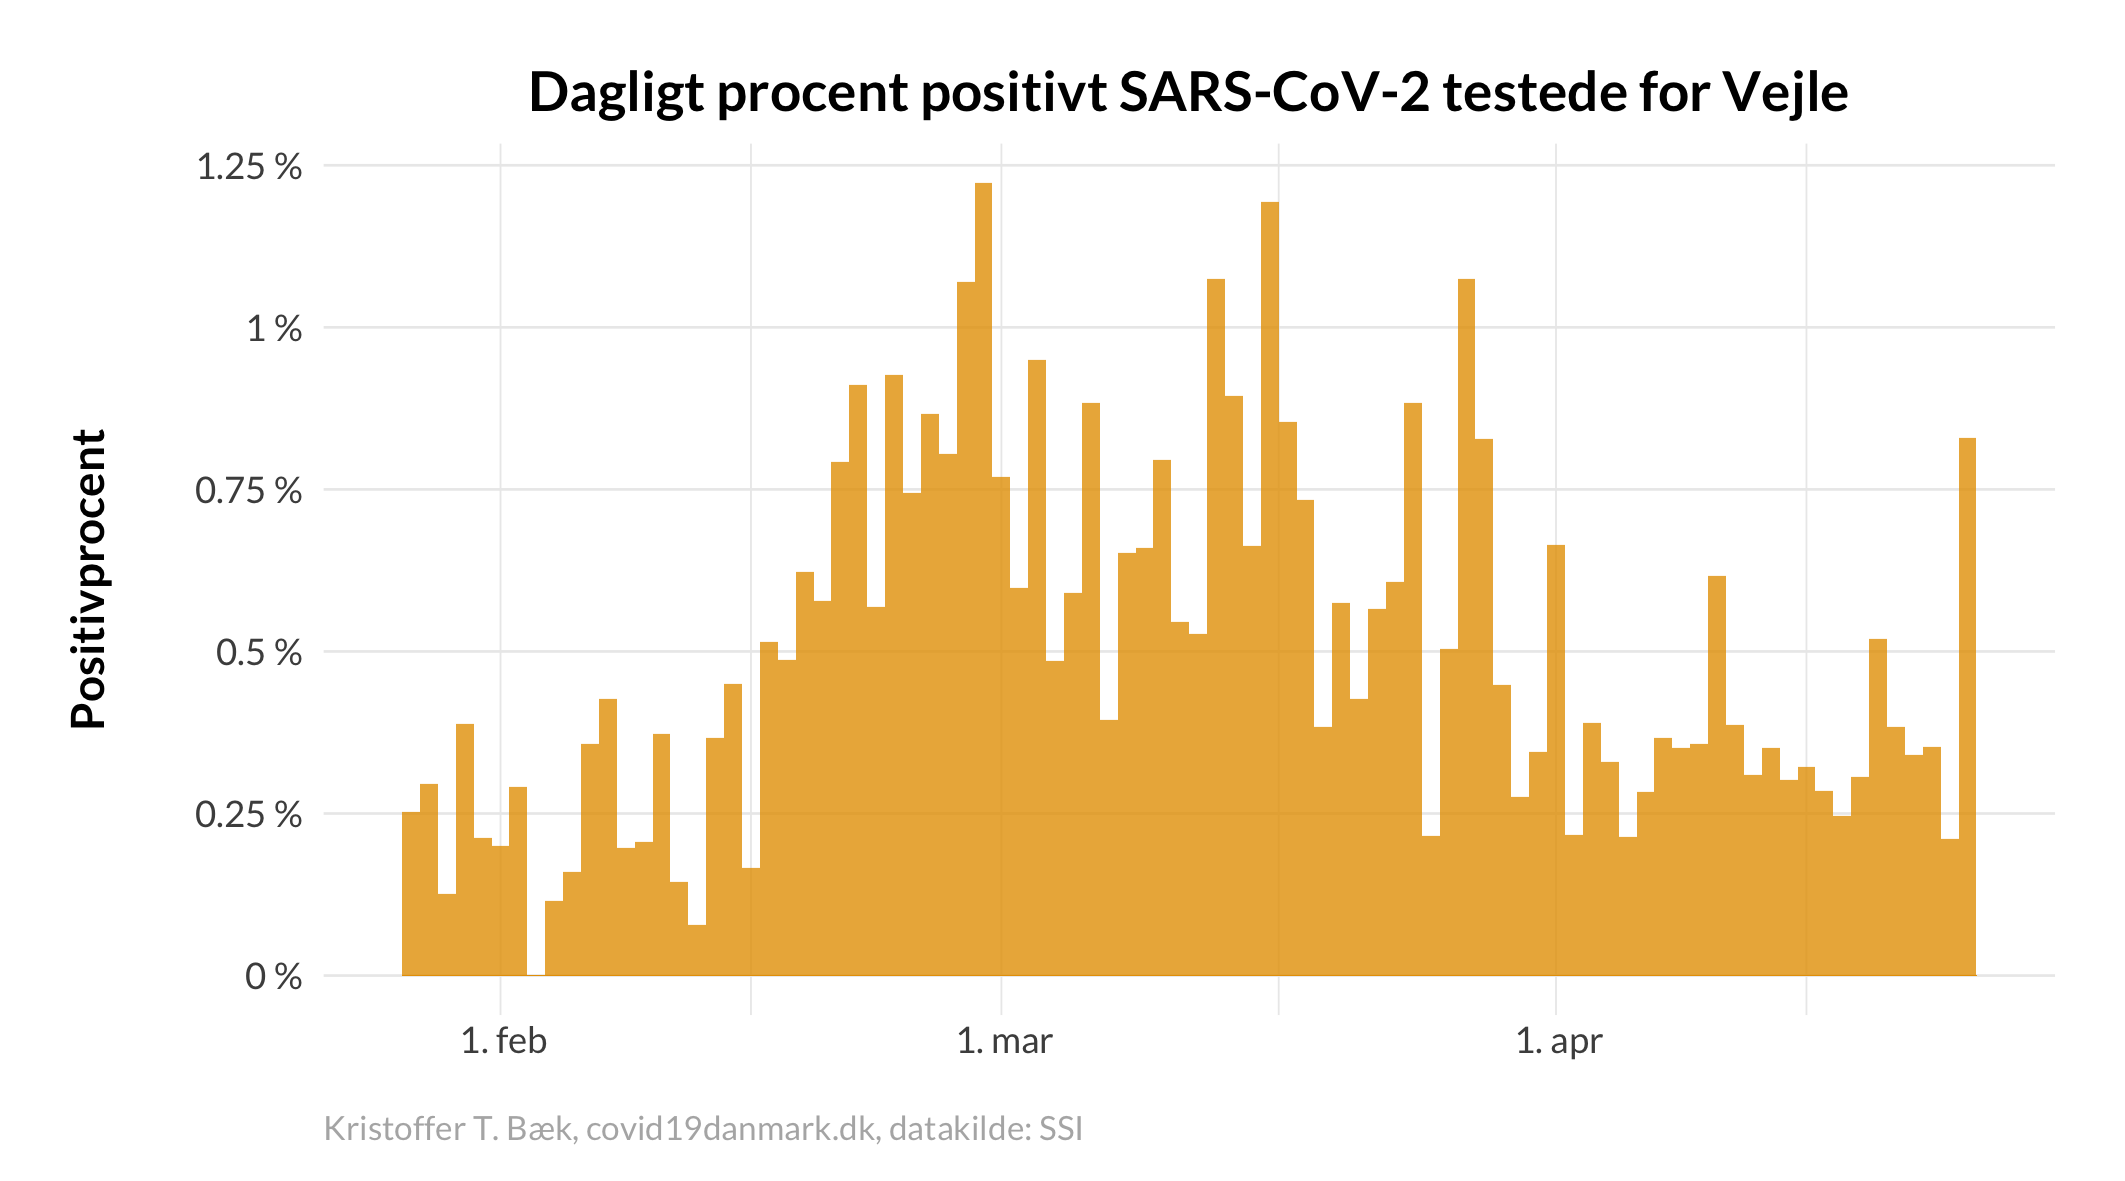 Dagligt procent positivt SARS-CoV-2 testede for Vejle
Positivprocent
1.25 %
1 %
0.75 %
0.5 %
0.25 %
0 %
1. feb
1. mar
1. apr
Kristoffer T. Bæk, covid19danmark.dk, datakilde: SSI